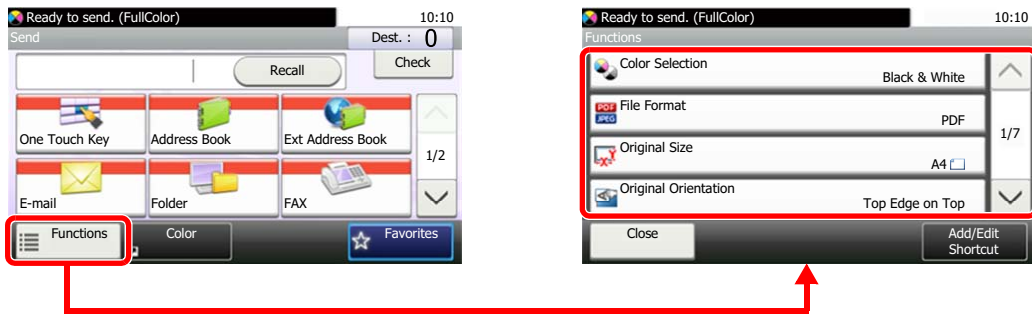 Ready to send. (FullColor) 10:10
Send Dest. : 0
Recall Check
One Touch Key Address Book Ext Address Book
1/2
E-mail Folder FAX
Functions Color Favorites
Ready to send. (FullColor) 10:10
Functions
Color Selection
Black & White
PDF JPEG File Format
PDF
1/7
X Y Original Size
A4
Original Orientation
Top Edge on Top
Close Add/Edit
Shortcut